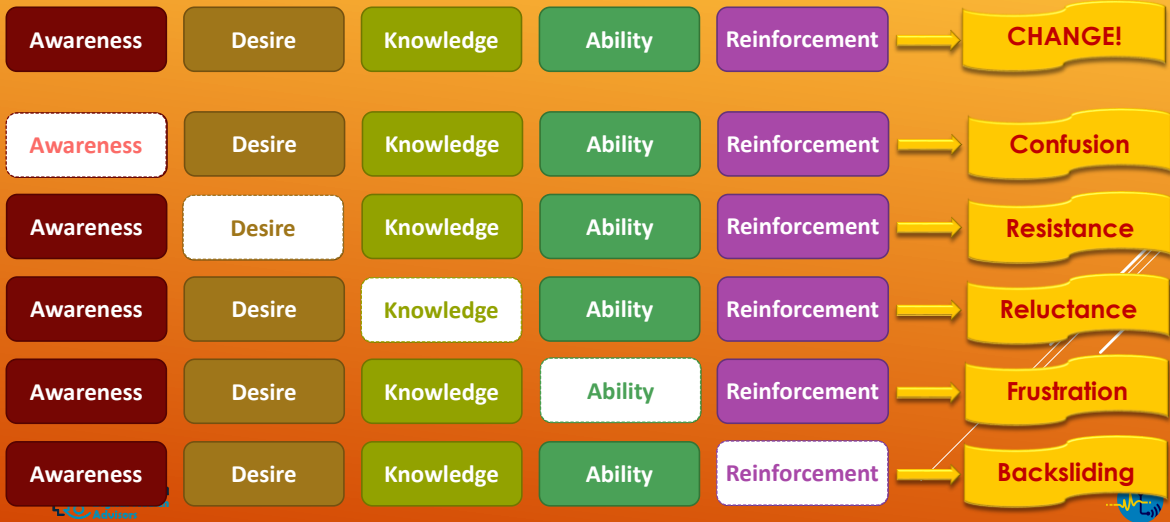 Awareness Desire Knowledge Ability Reinforcement CHANGE!
Awareness Desire Knowledge Ability Reinforcement Confusion
Awareness Desire Knowledge Ability Reinforcement Resistance
Awareness Desire Knowledge Ability Reinforcement Reluctance
Awareness Desire Knowledge Ability Reinforcement Frustration
Awareness Desire Knowledge Ability Reinforcement Backsliding